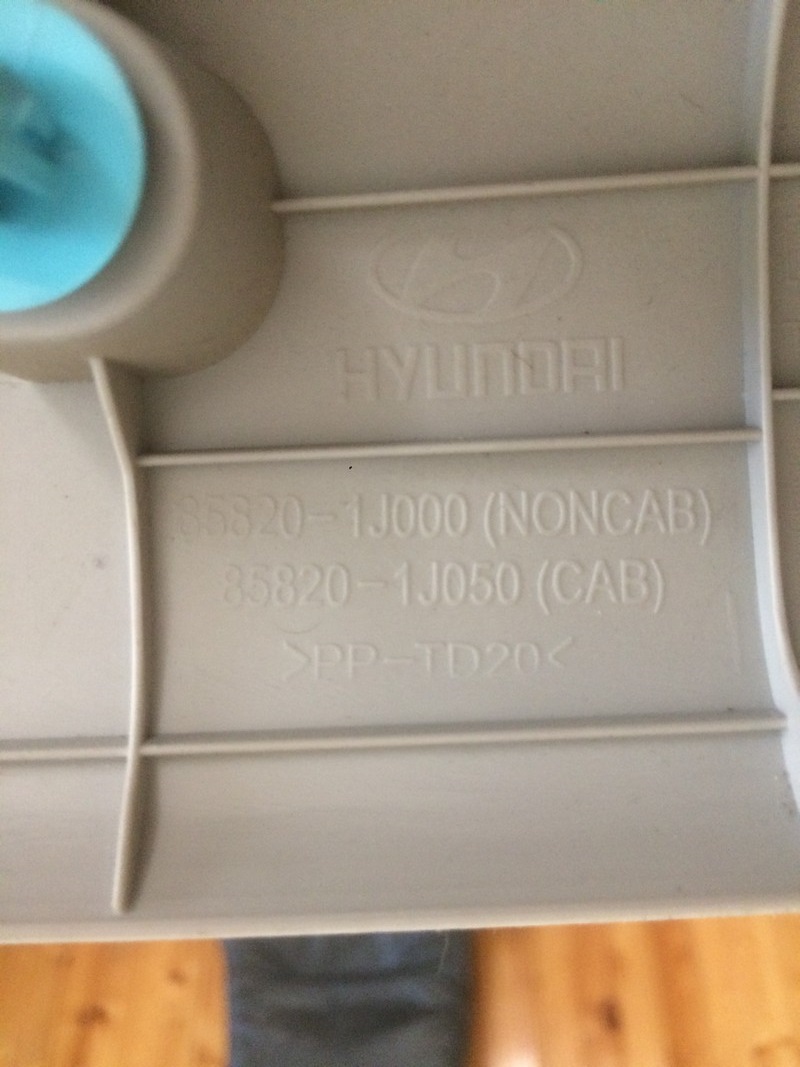 HYUNDAI
85820-1J000 (NONCAB)
85820-1J050 (CAB)
>PP-TD20<